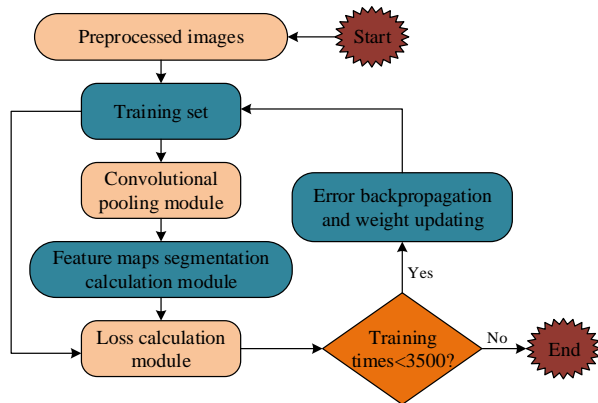 Preprocessed images
Start
Training set
Convolutional
pooling module
Error backpropagation
and weight updating
Feature maps segmentation
calculation module
Yes
Loss calculation
module
Training
times<3500?
No
End